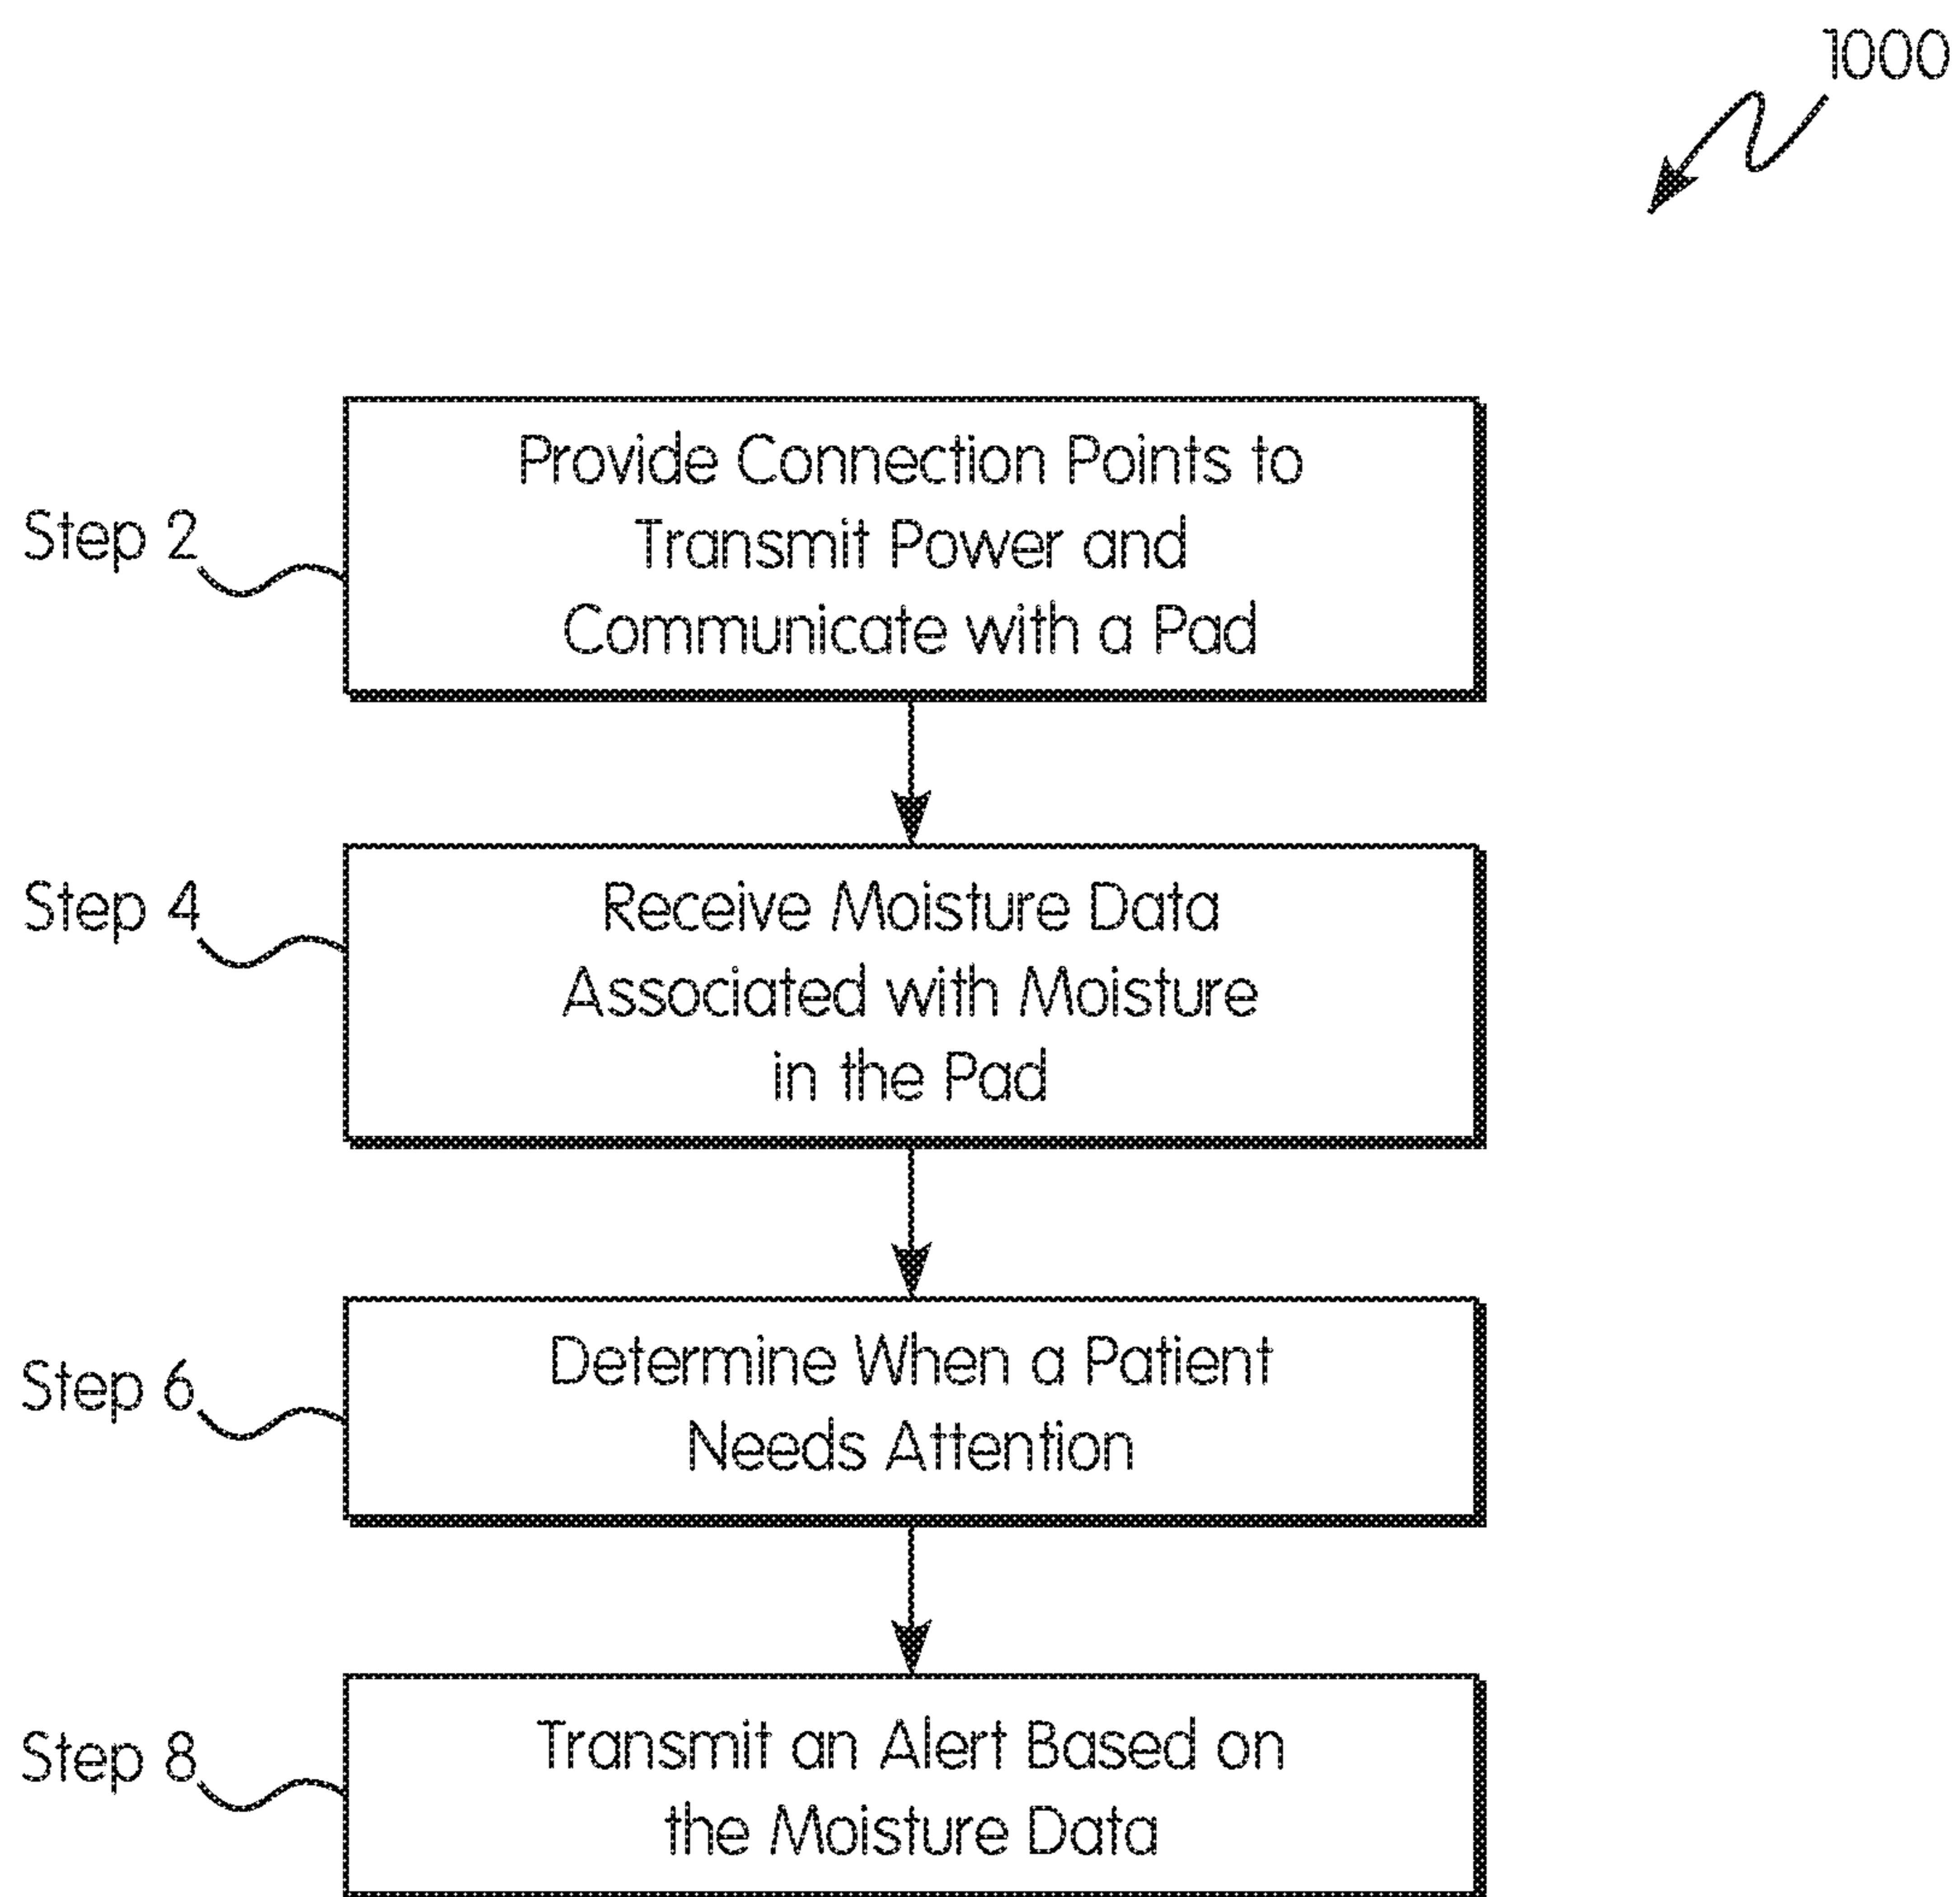 1000
Step 2
Provide Connection Points to
Transmit Power and
Communicate with a Pad
Step 4
Receive Moisture Data
Associated with Moisture
in the Pad
Step 6
Determine When a Patient
Needs Attention
Step 8
Transmit an Alert Based on
the Moisture Data